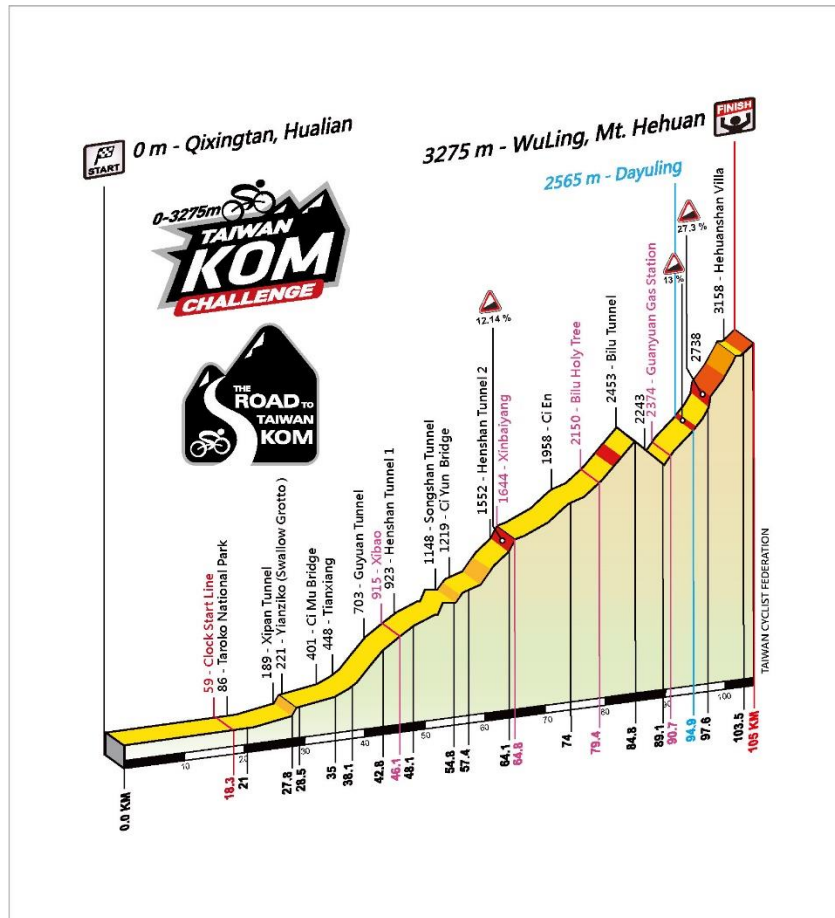 0 m - Qixingtan, Hualian
START
FINISH
3275 m - WuLing, Mt. Hehuan
2565 m - Dayuling
0-3275m
TAIWAN
KOM
CHALLENGE
THE
ROAD TO
TAIWAN
KOM
12.14 %
13 %
27.3 %
59 - Clock Start Line
86 - Taroko National Park
189 - Xipan Tunnel
221 - Yianziko (Swallow Grotto)
401 - Ci Mu Bridge
448 - Tianxiang
703 - Guyuan Tunnel
915 - Xibao
923 - Henshan Tunnel 1
1148 - Songshan Tunnel
1219 - Ci Yun Bridge
1552 - Henshan Tunnel 2
1644 - Xinbaiyang
1958 - Ci En
2150 - Bilu Holy Tree
2453 - Bilu Tunnel
2243
2374 - Guanyuan Gas Station
2738
3158 - Hehuanshan Villa
TAIWAN CYCLIST FEDERATION
10
20
30
40
50
60
70
80
90
100
0.0 KM
18.3
21
27.8
28.5
35
38.1
42.8
46.1
48.1
54.8
57.4
64.1
64.8
74
79.4
84.8
89.1
90.7
94.9
97.6
103.5
105 KM